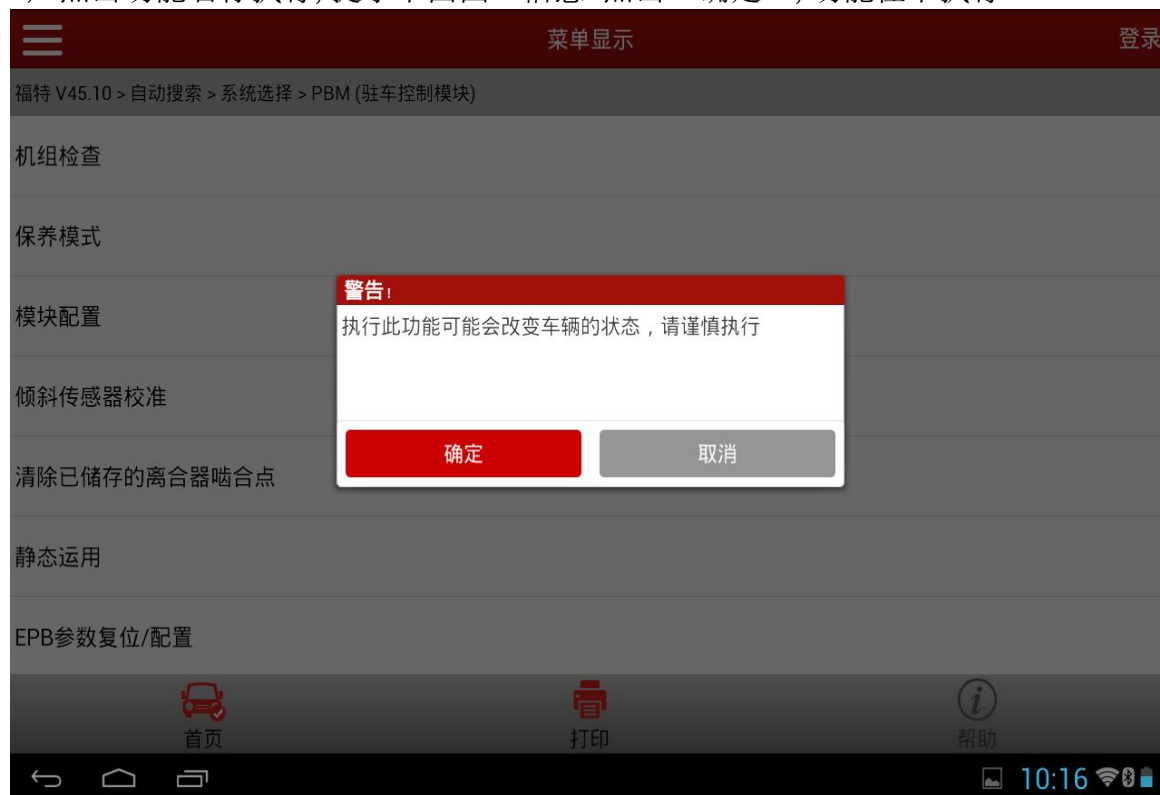 菜单显示
登录
福特 V45.10 > 自动搜索 > 系统选择 > PBM (驻车控制模块)
机组检查
保养模式
模块配置
倾斜传感器校准
清除已储存的离合器啮合点
静态运用
EPB参数复位/配置
警告!
执行此功能可能会改变车辆的状态，请谨慎执行
确定
取消
首页
打印
帮助
10:16